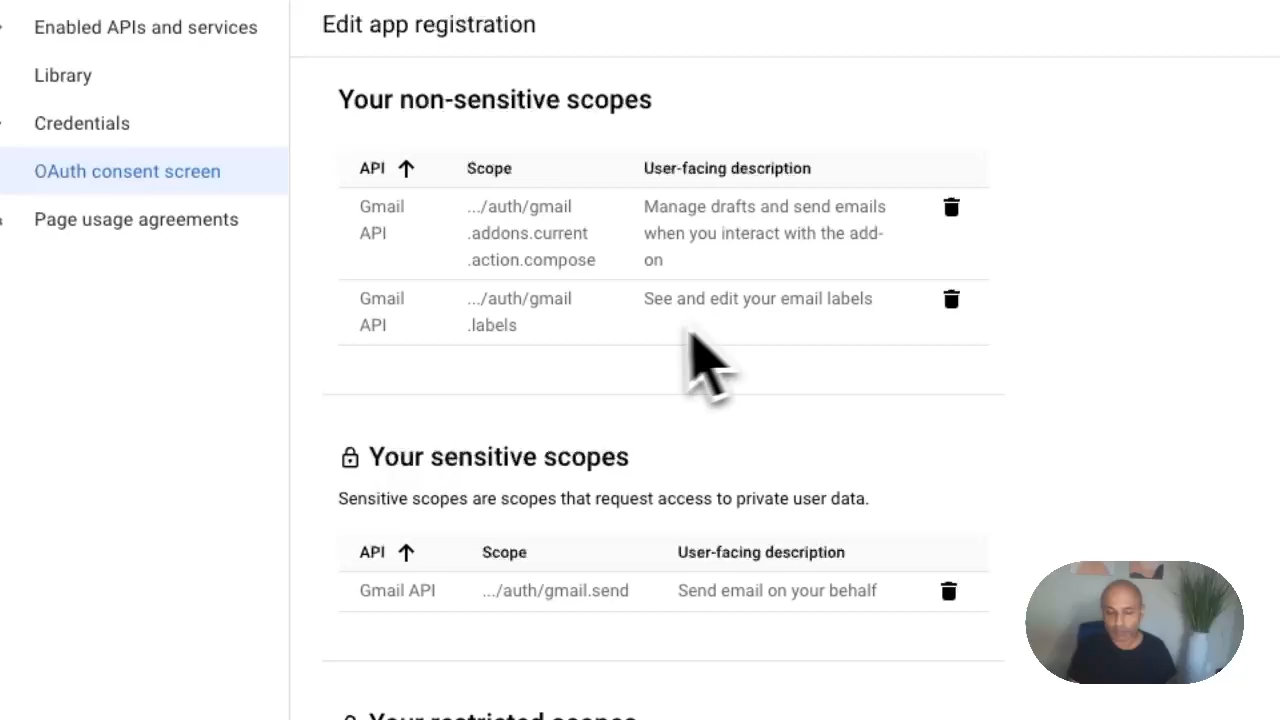 Enabled APIs and services
Library
Credentials
OAuth consent screen
Page usage agreements
Edit app registration
Your non-sensitive scopes
API Scope User-facing description
Gmail API
.../auth/gmail
.addons.current
.action.compose
Manage drafts and send emails
when you interact with the add-
on
Gmail API
.../auth/gmail
.labels
See and edit your email labels
Your sensitive scopes
Sensitive scopes are scopes that request access to private user data.
API Scope User-facing description
Gmail API .../auth/gmail.send Send email on your behalf
Your restricted scopes